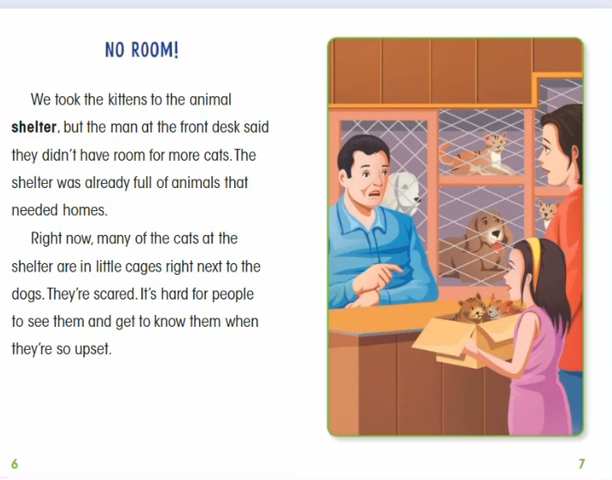 NO ROOM!
We took the kittens to the animal
shelter, but the man at the front desk said
they didn't have room for more cats. The
shelter was already full of animals that
needed homes.
Right now, many of the cats at the
shelter are in little cages right next to the
dogs. They're scared. It's hard for people
to see them and get to know them when
they're so upset.
6
7